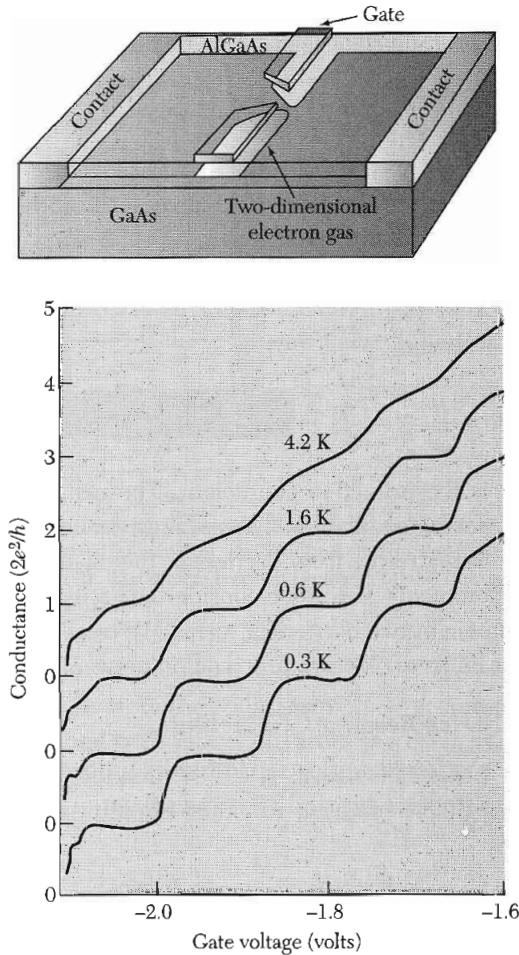 Gate
AlGaAs
Contact
Contact
GaAs
Two-dimensional
electron gas
5
4
3
2
1
0
0
0
0
4.2 K
1.6 K
0.6 K
0.3 K
Conductance (2e²/h)
−2.0
−1.8
−1.6
Gate voltage (volts)